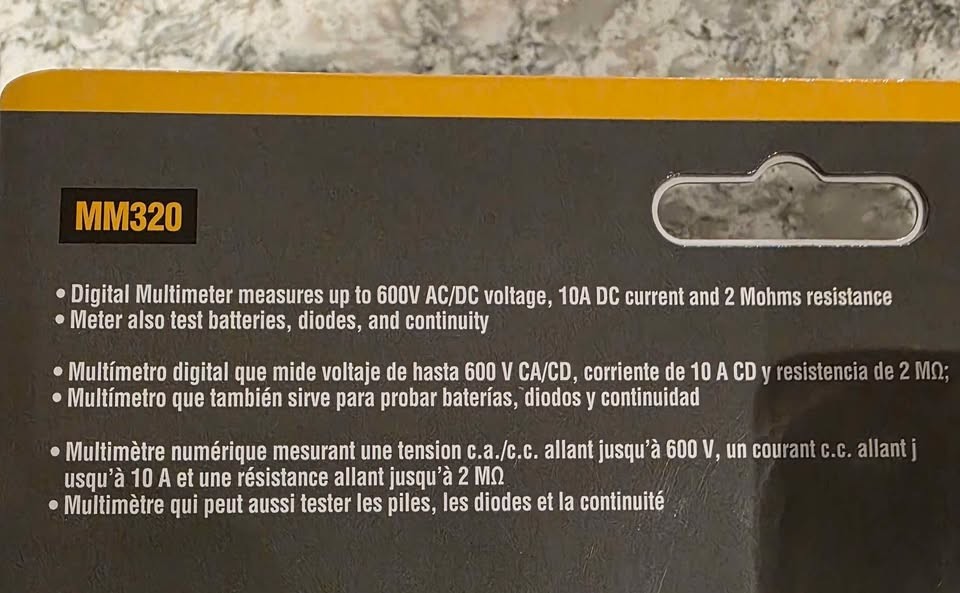 MM320
• Digital Multimeter measures up to 600V AC/DC voltage, 10A DC current and 2 Mohms resistance
• Meter also test batteries, diodes, and continuity
• Multímetro digital que mide voltaje de hasta 600 V CA/CD, corriente de 10 A CD y resistencia de 2 MΩ;
• Multímetro que también sirve para probar baterías, diodos y continuidad
• Multimètre numérique mesurant une tension c.a./c.c. allant jusqu'à 600 V, un courant c.c. allant j
usqu'à 10 A et une résistance allant jusqu'à 2 MΩ
• Multimètre qui peut aussi tester les piles, les diodes et la continuité